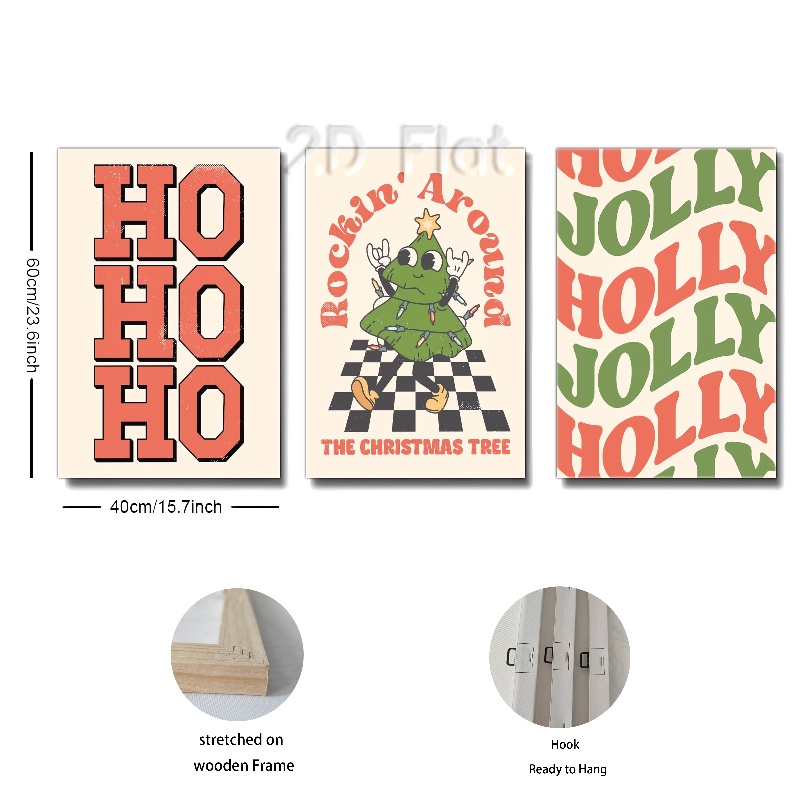 2D Flat
HO
HO
HO
Rockin' Around
THE CHRISTMAS TREE
HOLLY
JOLLY
HOLLY
JOLLY
HOLLY
JOLLY
60cm/23.6inch
40cm/15.7inch
stretched on
wooden Frame
Hook
Ready to Hang